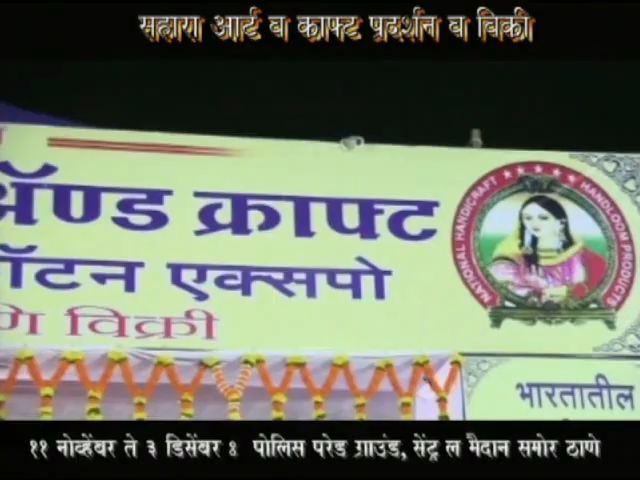 सहारा आर्ट व क्राफ्ट प्रदर्शन व विक्री
ॲण्ड क्राफ्ट
ॉटन एक्सपो
णि विक्री
NATIONAL HANDICRAFT
HANDLOOM PRODUCTS
भारतातील
११ नोव्हेंबर ते ३ डिसेंबर : पोलिस परेड ग्राउंड, सेंट्रल मैदान समोर ठाणे